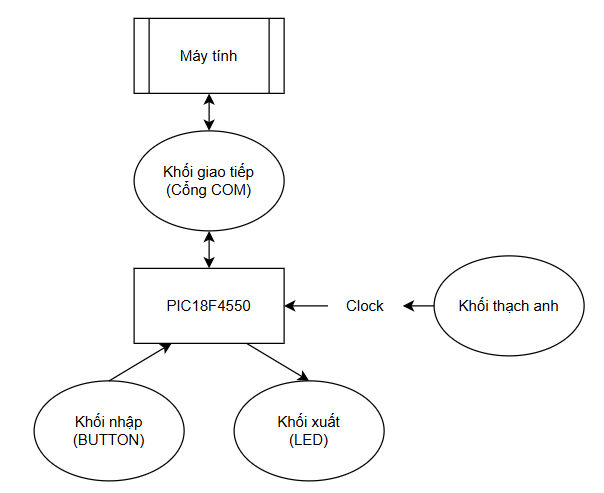 Máy tính
Khối giao tiếp
(Cổng COM)
PIC18F4550
Clock
Khối thạch anh
Khối nhập
(BUTTON)
Khối xuất
(LED)